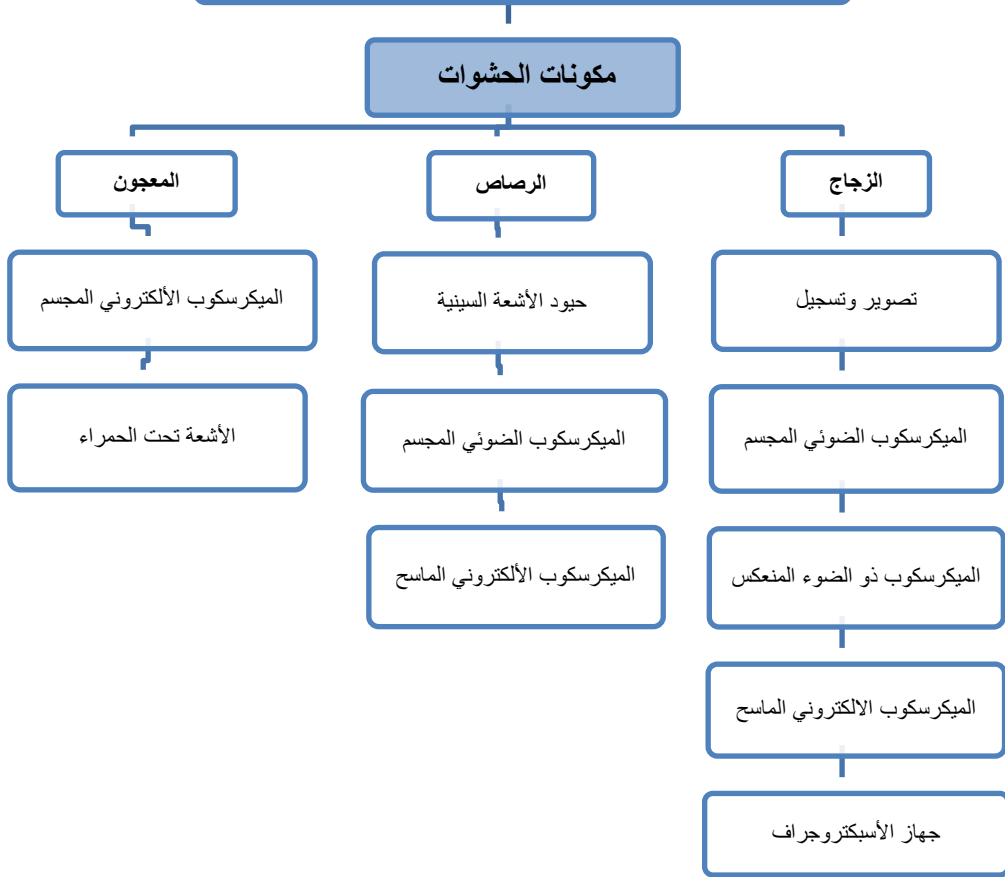 مكونات الحشوات
الزجاج
الرصاص
المعجون
تصوير وتسجيل
حيود الأشعة السينية
الميكرسكوب الألكتروني المجسم
الميكرسكوب الضوئي المجسم
الميكرسكوب الضوئي المجسم
الأشعة تحت الحمراء
الميكرسكوب ذو الضوء المنعكس
الميكرسكوب الألكتروني الماسح
الميكرسكوب الالكتروني الماسح
جهاز الأسبكتروجراف